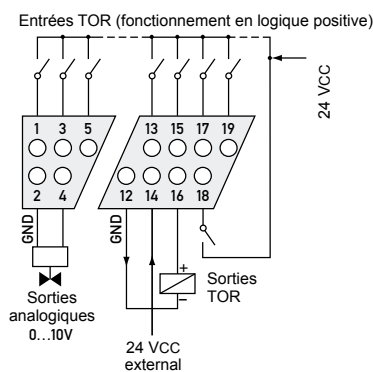 Entrées TOR (fonctionnement en logique positive)
24 VCC
1 3 5
13 15 17 19
2 4
12 14 16 18
GND
GND
+
−
Sorties
TOR
Sorties
analogiques
0...10V
24 VCC
external